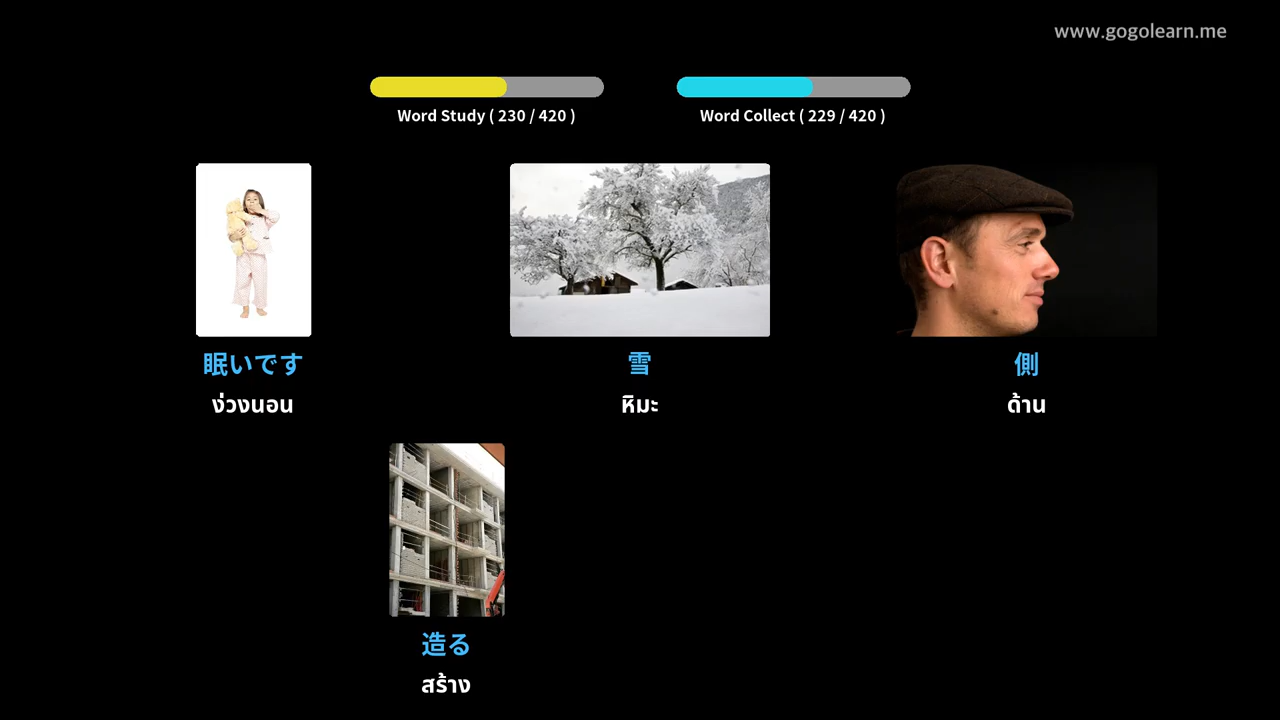 www.gogolearn.me
Word Study ( 230 / 420 )
Word Collect ( 229 / 420 )
眠いです
雪
側
ง่วงนอน
หิมะ
ด้าน
造る
สร้าง